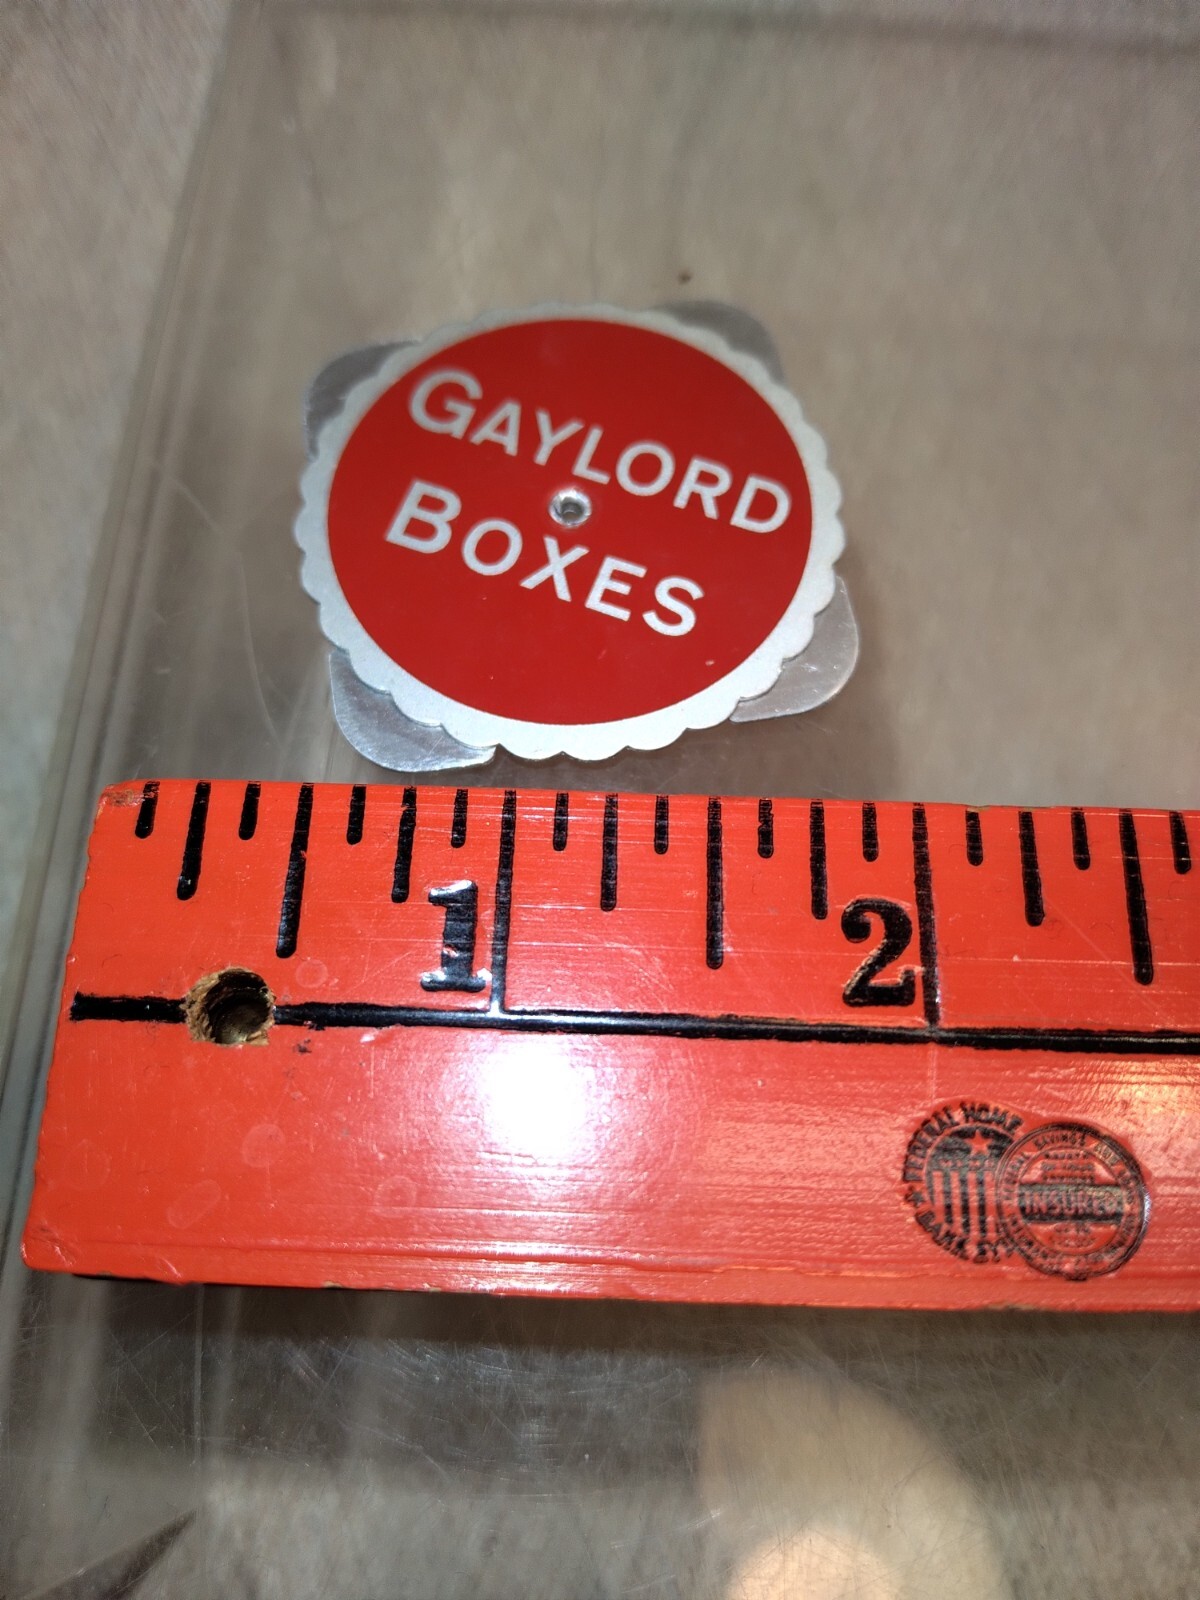 GAYLORD
BOXES
1
2
FEDERAL HOME
INSURED